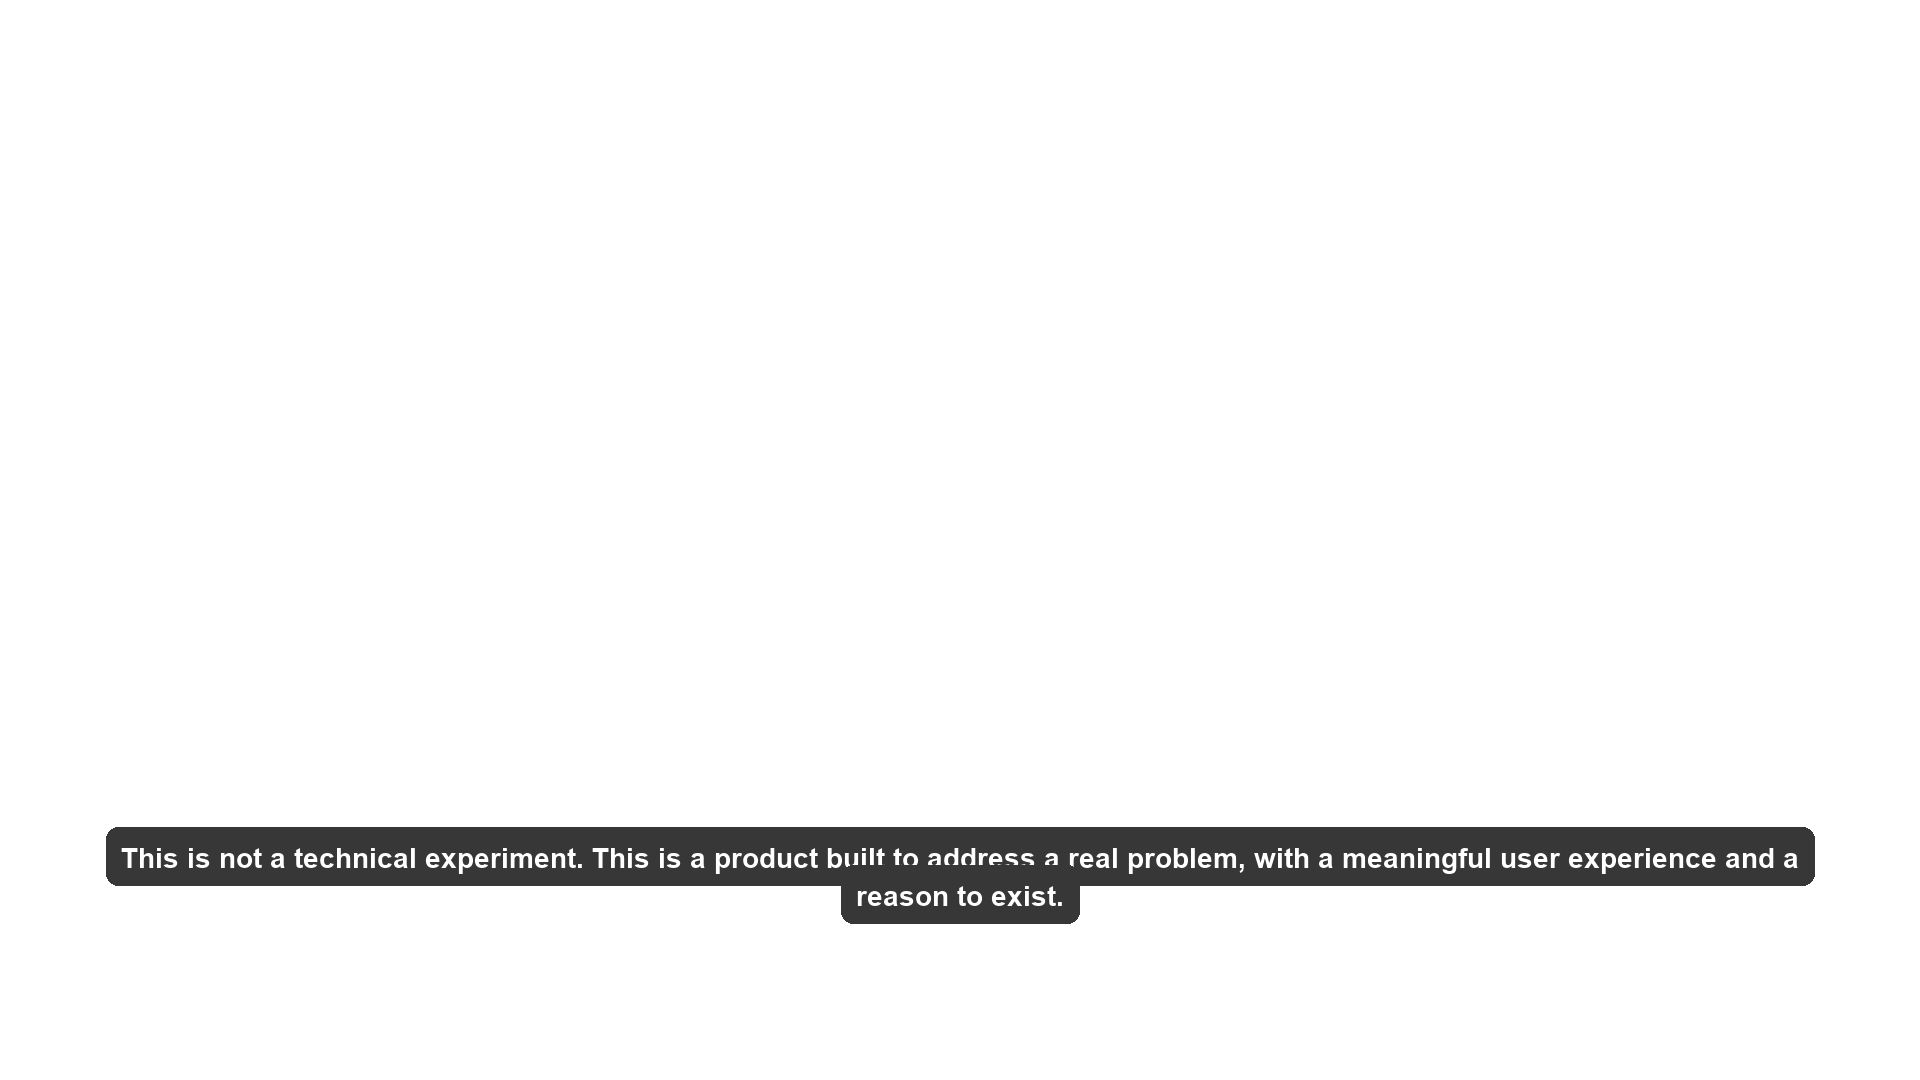 This is not a technical experiment. This is a product built to address a real problem, with a meaningful user experience and a
reason to exist.